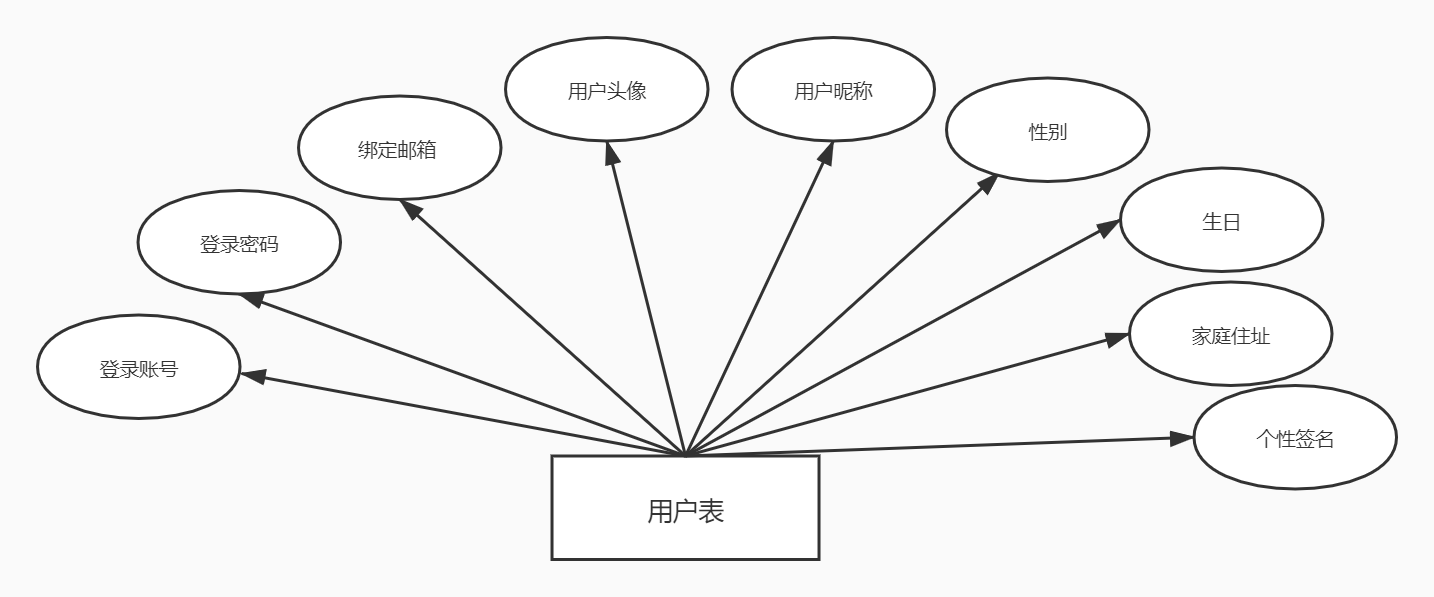 用户头像
用户昵称
性别
绑定邮箱
生日
登录密码
家庭住址
登录账号
个性签名
用户表